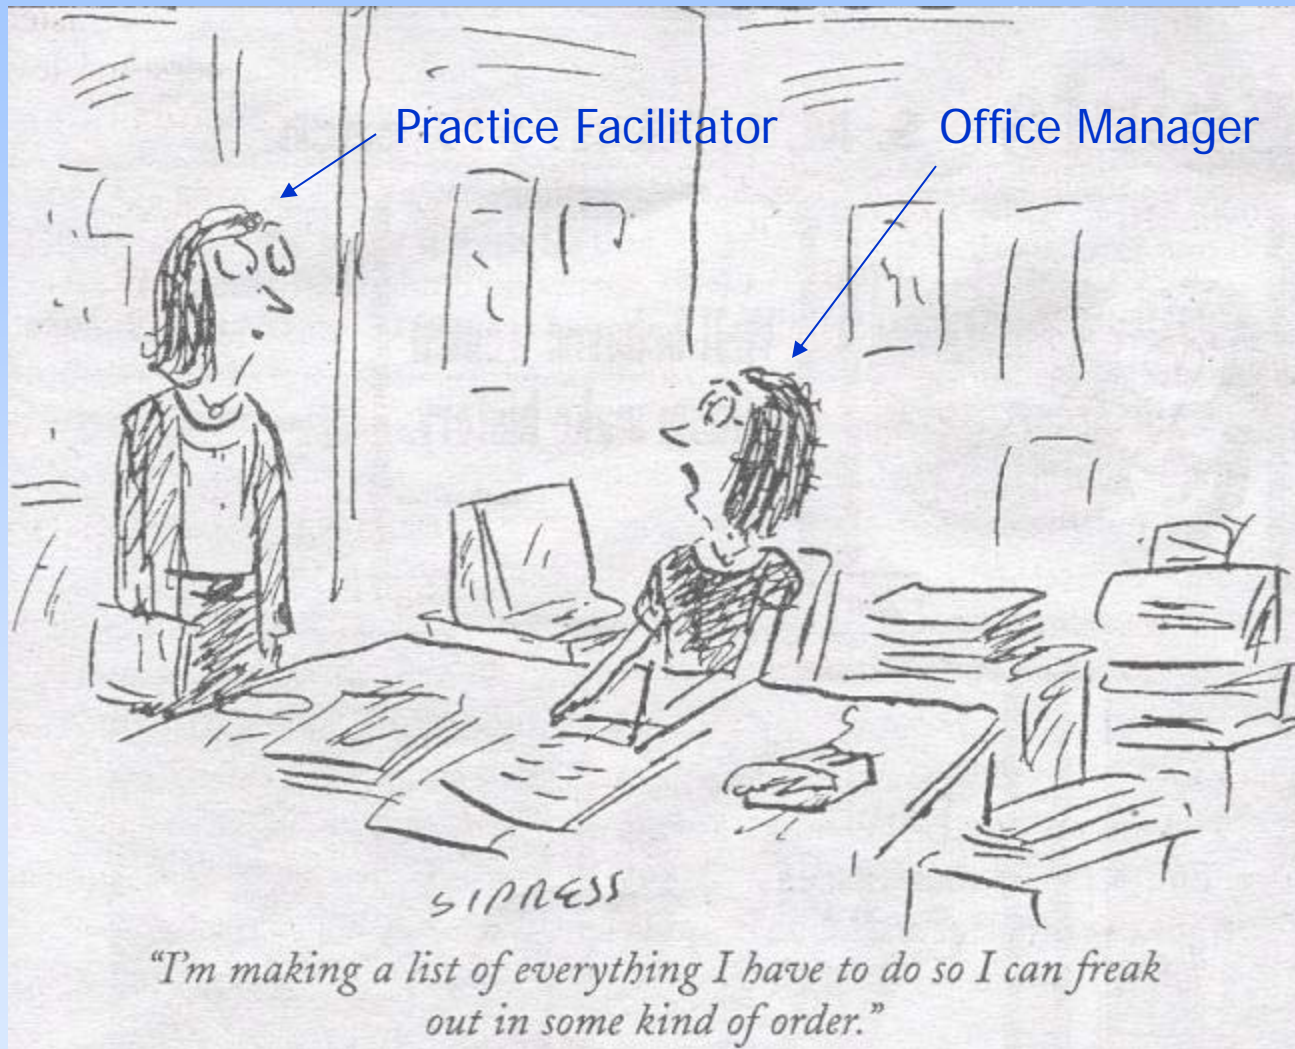 Practice Facilitator
Office Manager
SIPRESS
“I'm making a list of everything I have to do so I can freak
out in some kind of order.”